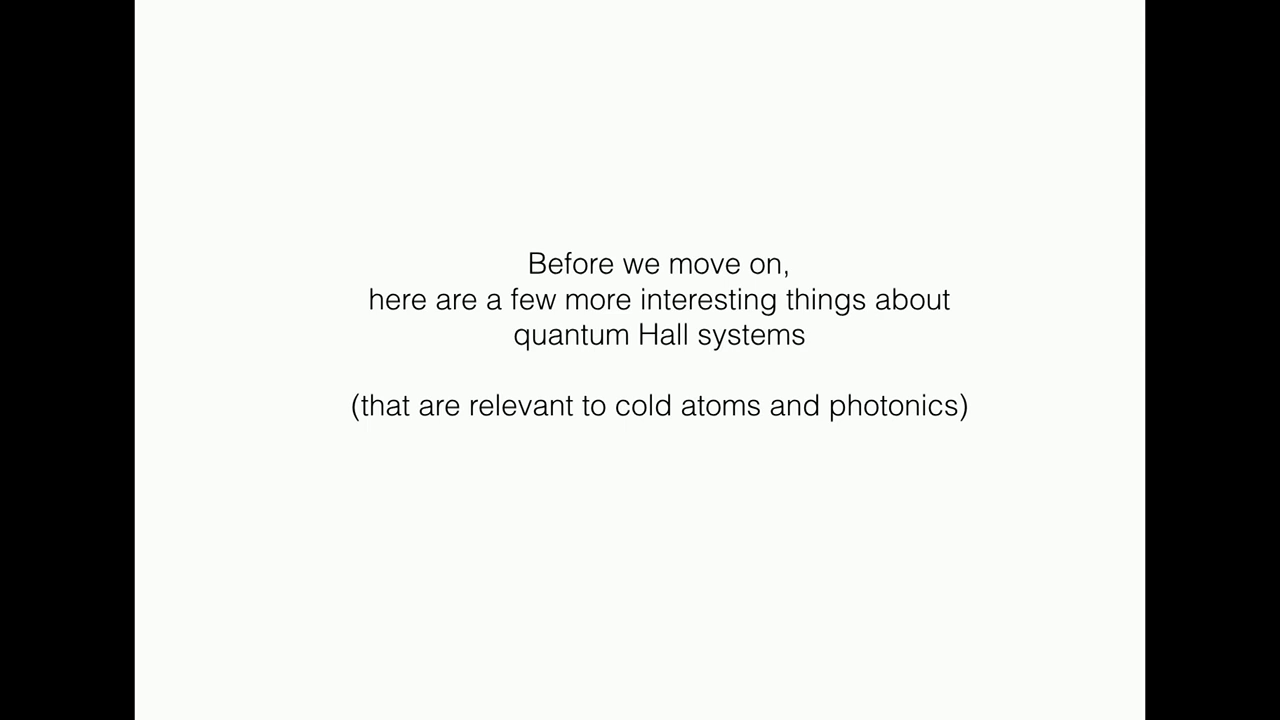 Before we move on,
here are a few more interesting things about
quantum Hall systems
(that are relevant to cold atoms and photonics)